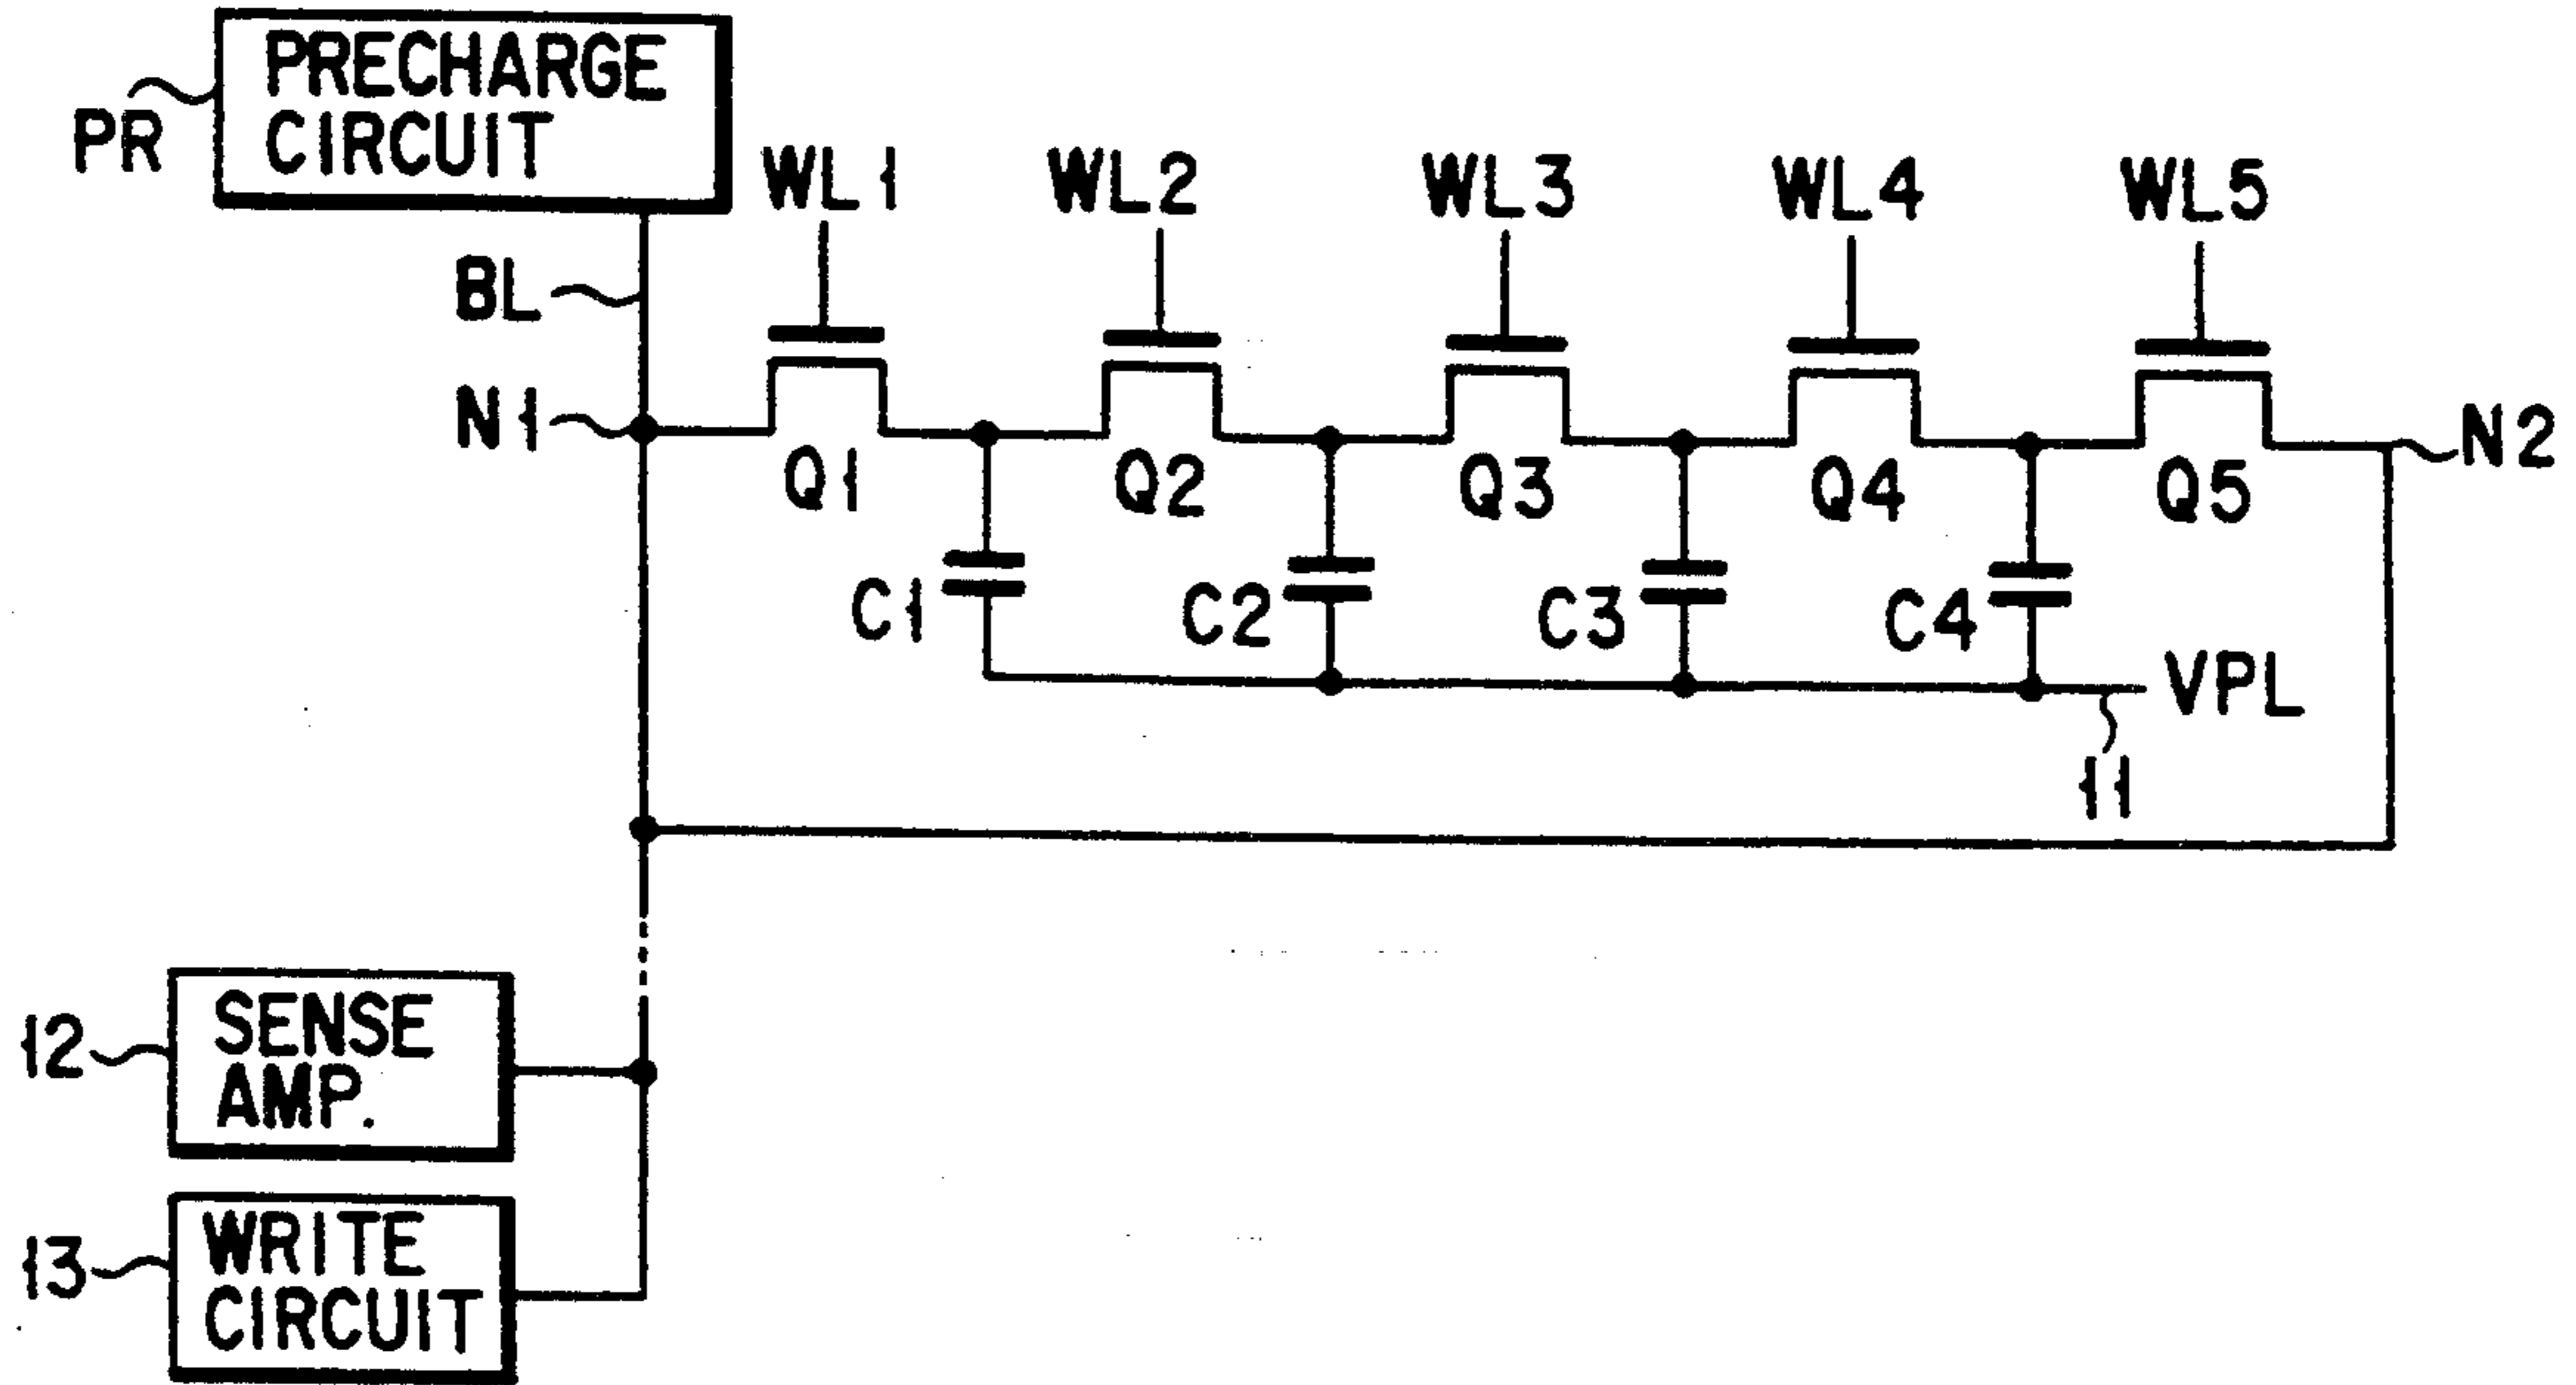 PRECHARGE
CIRCUIT
PR
WL1 WL2 WL3 WL4 WL5
BL
N1
Q1 Q2 Q3 Q4 Q5
N2
C1 C2 C3 C4
VPL
11
12
SENSE
AMP.
13
WRITE
CIRCUIT